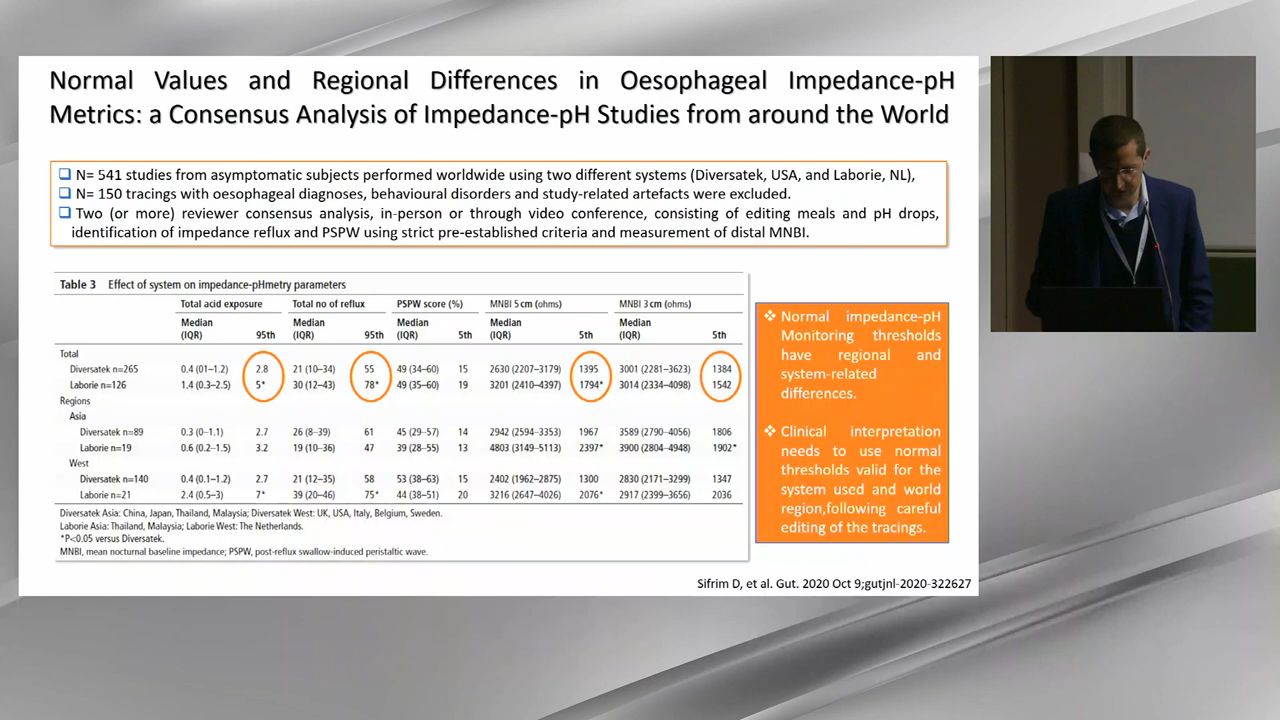 Normal Values and Regional Differences in Oesophageal Impedance-pH
Metrics: a Consensus Analysis of Impedance-pH Studies from around the World
N= 541 studies from asymptomatic subjects performed worldwide using two different systems (Diversatek, USA, and Laborie, NL),
N= 150 tracings with oesophageal diagnoses, behavioral disorders and study-related artefacts were excluded.
Two (or more) reviewer consensus analysis, in-person or through video conference, consisting of editing meals and pH drops,
identification of impedance reflux and PSPW using strict pre-established criteria and measurement of distal MNBI.
Table 3 Effect of system on impedance-pHmetry parameters
Total acid exposure Total no of reflux PSPW score (%) MNBI 5 cm (ohms) MNBI 3 cm (ohms)
Median Median Median Median Median
(IQR) 95th (IQR) 95th (IQR) 5th (IQR) 5th (IQR) 5th
Total
Diversatek n=265 0.4 (01–1.2) 2.8 21 (10–34) 55 49 (34–60) 15 2630 (2207–3179) 1395 3001 (2281–3623) 1384
Laborie n=126 1.4 (0.3–2.5) 5* 30 (12–43) 78* 49 (35–60) 19 3201 (2410–4397) 1794* 3014 (2334–4098) 1542
Regions
Asia
Diversatek n=89 0.3 (0–1.1) 2.7 26 (8–39) 61 45 (29–57) 14 2942 (2594–3353) 1967 3589 (2790–4056) 1806
Laborie n=19 0.6 (0.2–1.5) 3.2 19 (10–36) 47 39 (28–55) 13 4803 (3149–5113) 2397* 3900 (2804–4948) 1902*
West
Diversatek n=140 0.4 (0.1–1.2) 2.7 21 (12–35) 58 53 (38–63) 15 2402 (1962–2875) 1300 2830 (2171–3299) 1347
Laborie n=21 2.4 (0.5–3) 7* 39 (20–46) 75* 44 (38–51) 20 3216 (2647–4026) 2076* 2917 (2399–3656) 2036
Diversatek Asia: China, Japan, Thailand, Malaysia; Diversatek West: UK, USA, Italy, Belgium, Sweden.
Laborie Asia: Thailand, Malaysia; Laborie West: The Netherlands.
*P<0.05 versus Diversatek.
MNBI, mean nocturnal baseline impedance; PSPW, post-reflux swallow-induced peristaltic wave.
Normal impedance-pH
Monitoring thresholds
have regional and
system-related
differences.
Clinical interpretation
needs to use normal
thresholds valid for the
system used and world
region,following careful
editing of the tracings.
Sifrim D, et al. Gut. 2020 Oct 9;gutjnl-2020-322627